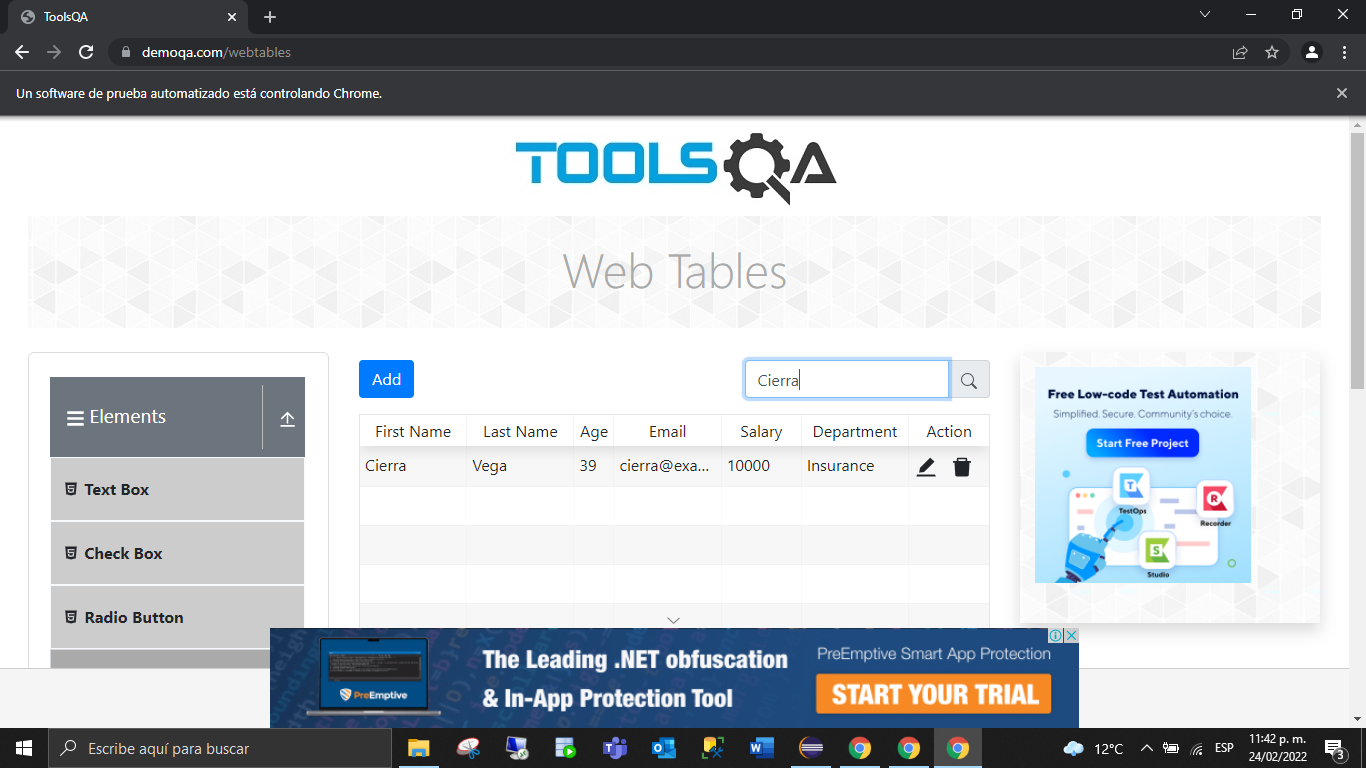 ToolsQA
demoqa.com/webtables
Un software de prueba automatizado está controlando Chrome.
TOOLSQA
Web Tables
Elements
Text Box
Check Box
Radio Button
Add
Cierra
First Name Last Name Age Email Salary Department Action
Cierra Vega 39 cierra@exa... 10000 Insurance
Free Low-code Test Automation
Simplified. Secure. Community's choice.
Start Free Project
TestOps
Recorder
Studio
PreEmptive
The Leading .NET obfuscation
& In-App Protection Tool
PreEmptive Smart App Protection
START YOUR TRIAL
Escribe aquí para buscar
12°C
ESP
11:42 p. m.
24/02/2022
3